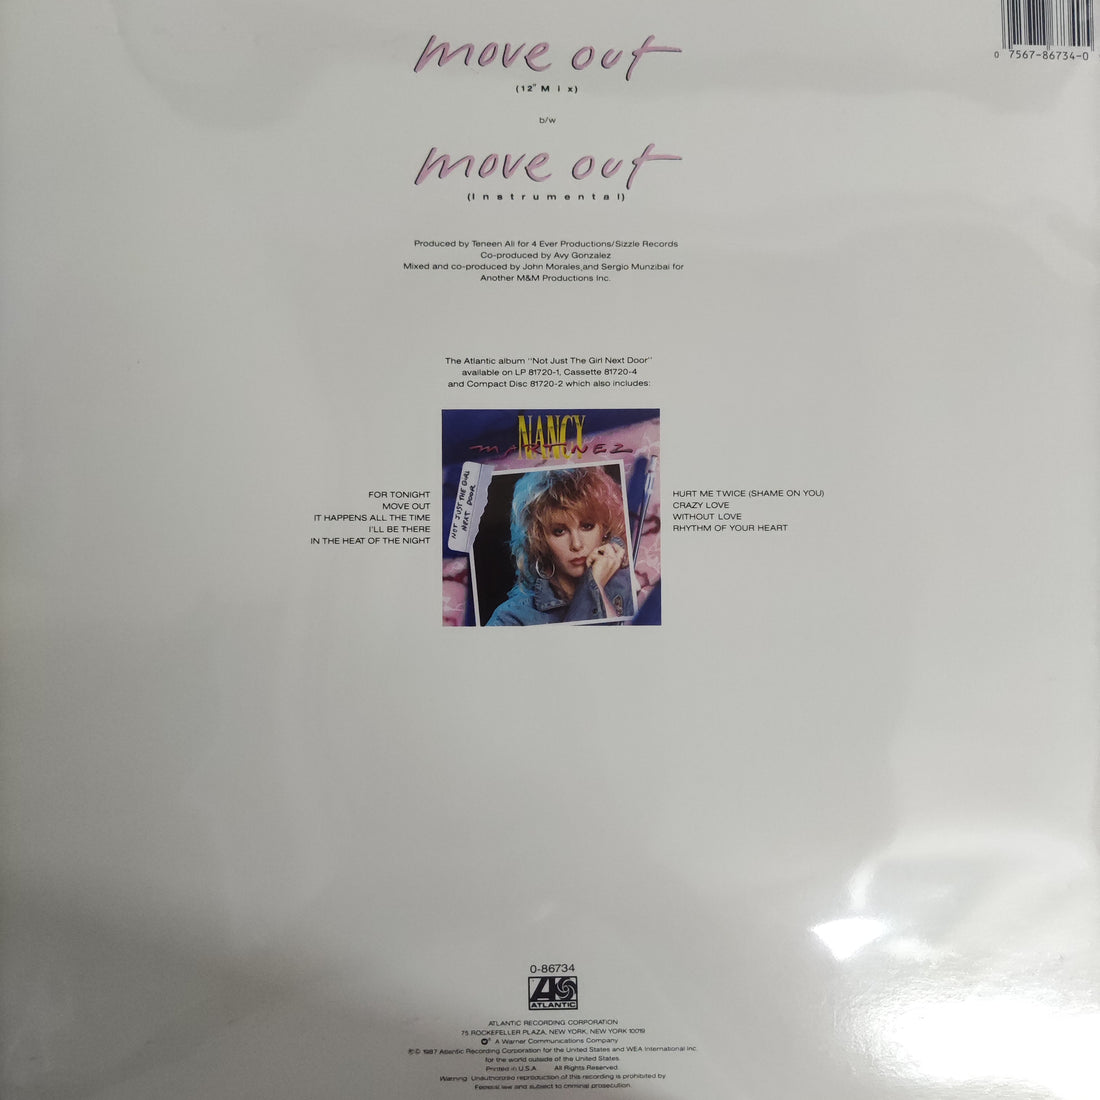 move out
0 7567-86734-0
(12" Mix)
b/w
move out
(Instrumental)
Produced by Teneen Ali for 4 Ever Productions/Sizzle Records
Co-produced by Avy Gonzalez
Mixed and co-produced by John Morales and Sergio Munzibai for
Another M&M Productions Inc.
The Atlantic album "Not Just The Girl Next Door"
available on LP 81720-1, Cassette 81720-4
and Compact Disc 81720-2 which also includes:
NANCY
MARTINEZ
NOT JUST THE GIRL
NEXT DOOR
FOR TONIGHT
MOVE OUT
IT HAPPENS ALL THE TIME
I'LL BE THERE
IN THE HEAT OF THE NIGHT
HURT ME TWICE (SHAME ON YOU)
CRAZY LOVE
WITHOUT LOVE
RHYTHM OF YOUR HEART
0-86734
ATLANTIC
ATLANTIC RECORDING CORPORATION
75 ROCKEFELLER PLAZA, NEW YORK, NEW YORK 10019
A Warner Communications Company
℗© 1987 Atlantic Recording Corporation for the United States and WEA International Inc.
for the world outside of the United States.
Printed in U.S.A. All Rights Reserved.
Warning: Unauthorized reproduction of this recording is prohibited by
Federal law and subject to criminal prosecution.